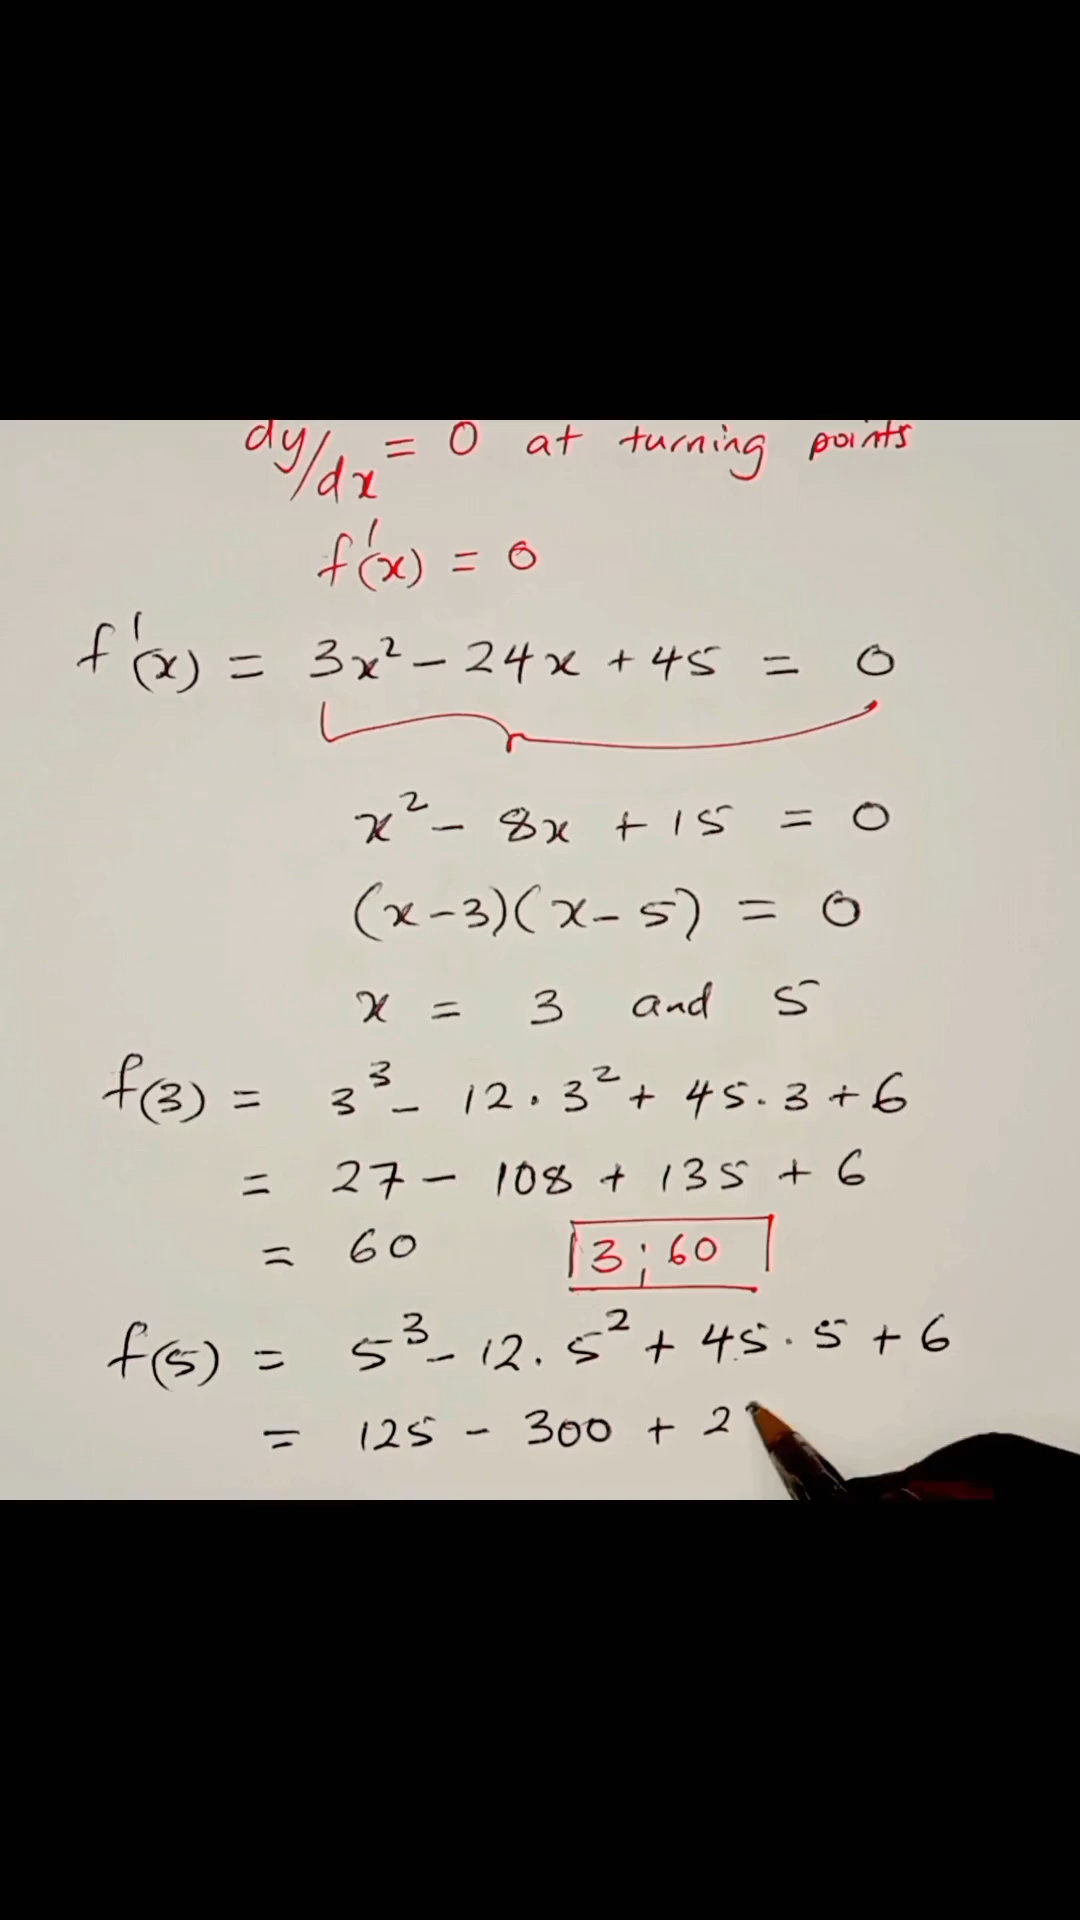 dy/dx = 0 at turning points
f'(x) = 0
f'(x) = 3x² - 24x + 45 = 0
x² - 8x + 15 = 0
(x-3)(x-5) = 0
x = 3 and 5
f(3) = 3³ - 12 . 3² + 45 . 3 + 6
= 27 - 108 + 135 + 6
= 60 3 ; 60
f(5) = 5³ - 12 . 5² + 45 . 5 + 6
= 125 - 300 + 2